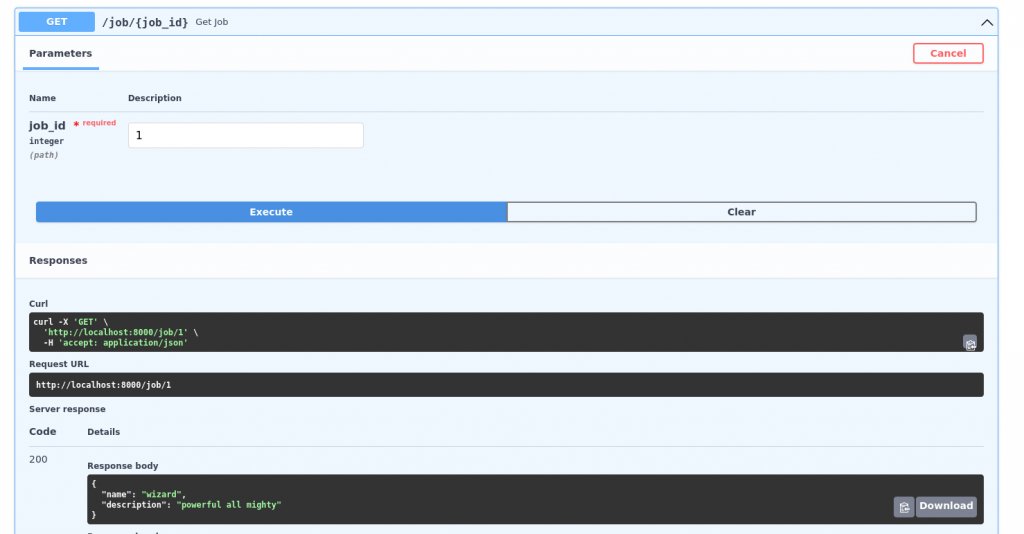 GET /job/{job_id} Get Job
Parameters Cancel
Name Description
job_id * required
integer
(path)
1
Execute Clear
Responses
Curl
curl -X 'GET' \
  'http://localhost:8000/job/1' \
  -H 'accept: application/json'
Request URL
http://localhost:8000/job/1
Server response
Code Details
200
Response body
{
  "name": "wizard",
  "description": "powerful all mighty"
}
Download